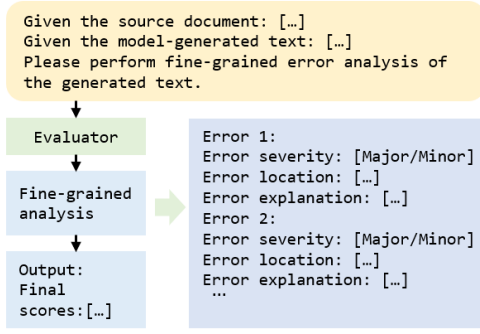 Given the source document: […]
Given the model-generated text: […]
Please perform fine-grained error analysis of
the generated text.
Evaluator
Fine-grained
analysis
Output:
Final
scores:[…]
Error 1:
Error severity: [Major/Minor]
Error location: […]
Error explanation: […]
Error 2:
Error severity: [Major/Minor]
Error location: […]
Error explanation: […]
…